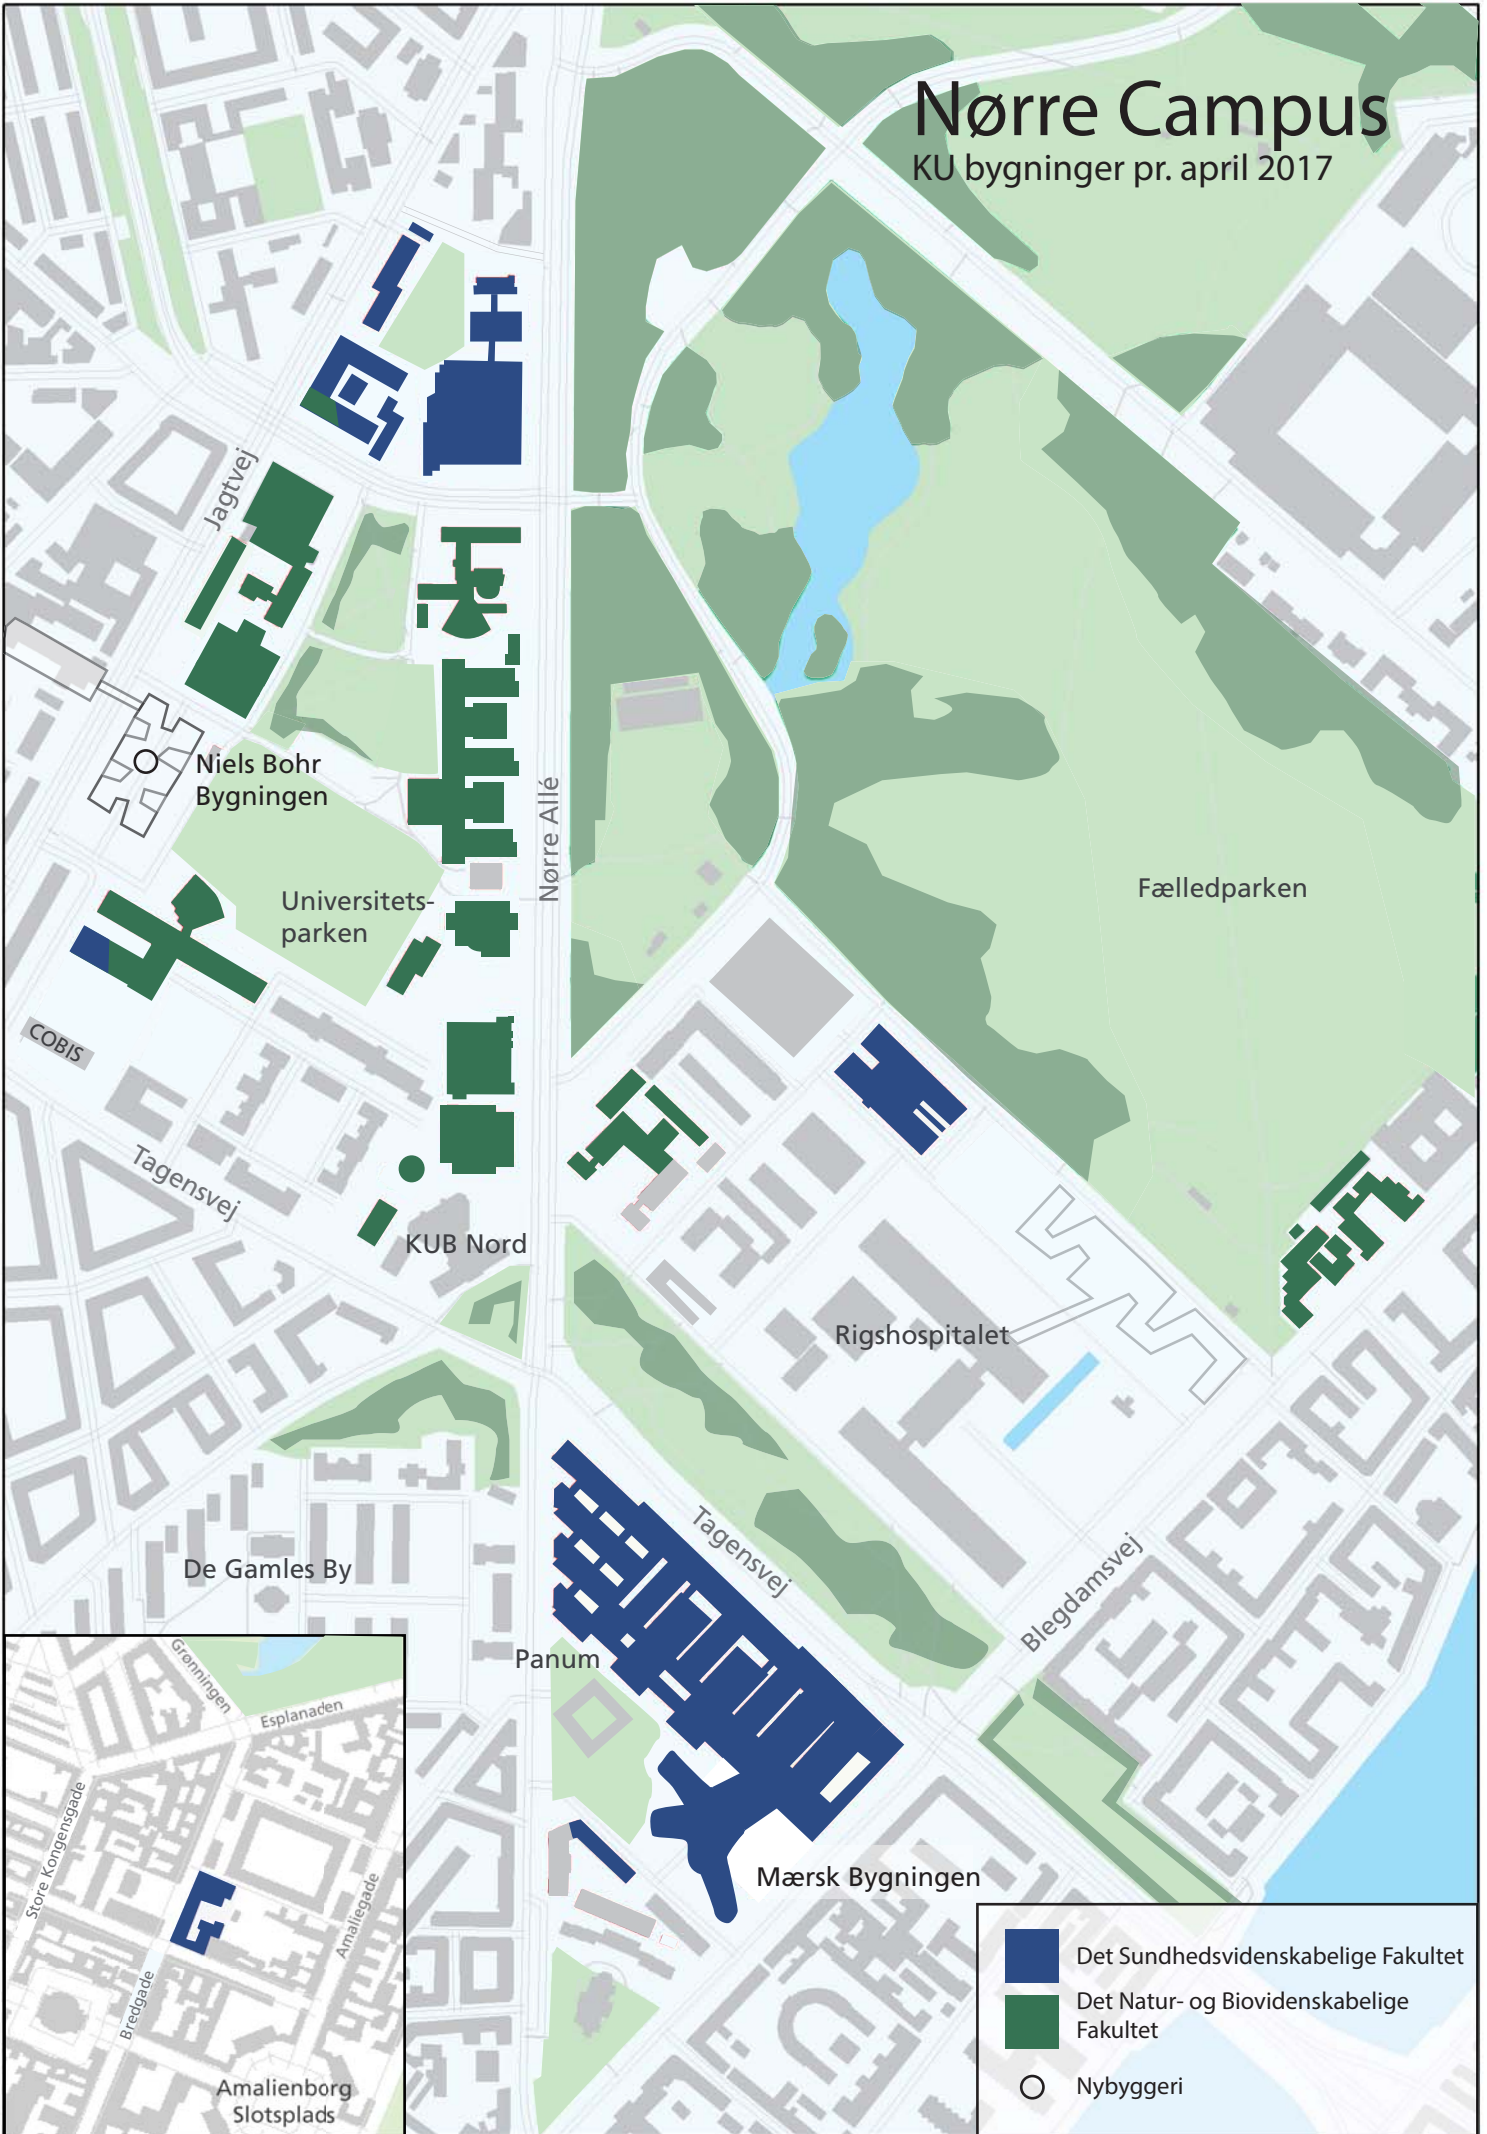 Nørre Campus
KU bygninger pr. april 2017
Jagtvej
Niels Bohr
Bygningen
Nørre Allé
Universitets-
parken
Fælledparken
COBIS
Tagensvej
KUB Nord
Rigshospitalet
Tagensvej
De Gamles By
Blegdamsvej
Panum
Grønningen
Esplanaden
Store Kongensgade
Mærsk Bygningen
Amaliegade
Bredgade
Amalienborg
Slotsplads
Det Sundhedsvidenskabelige Fakultet
Det Natur- og Biovidenskabelige
Fakultet
Nybyggeri